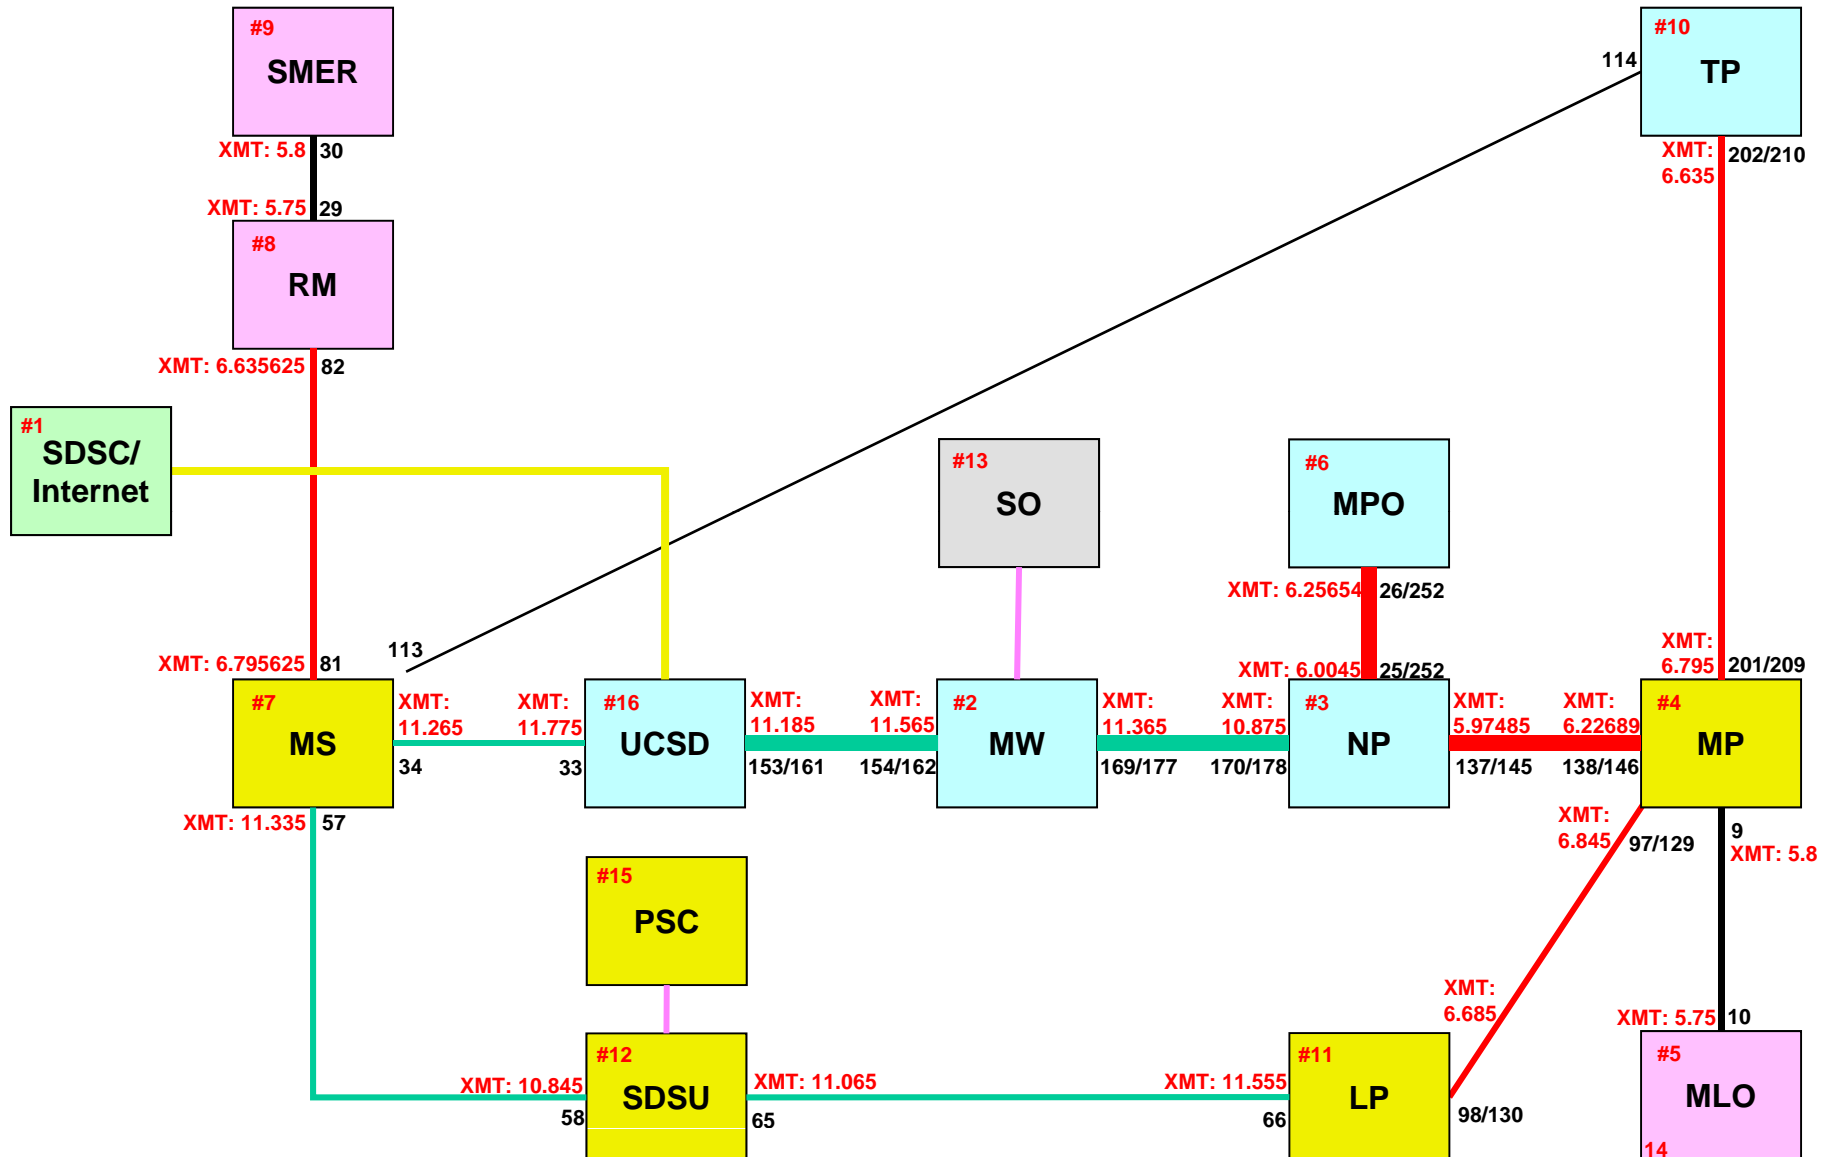 #9
SMER
XMT: 5.8
30
XMT: 5.75
29
#8
RM
XMT: 6.635625
82
#10
TP
114
XMT:
6.635
202/210
#1
SDSC/
Internet
#13
SO
#6
MPO
XMT: 6.25654
26/252
XMT: 6.0045
25/252
113
XMT: 6.795625
81
XMT:
6.795
201/209
#7
MS
XMT:
11.265
34
XMT:
11.775
33
#16
UCSD
XMT:
11.185
153/161
XMT:
11.565
154/162
#2
MW
XMT:
11.365
169/177
XMT:
10.875
170/178
#3
NP
XMT:
5.97485
137/145
XMT:
6.22689
138/146
#4
MP
XMT: 11.335
57
XMT:
6.845
97/129
9
XMT: 5.8
#15
PSC
XMT:
6.685
98/130
XMT: 5.75
10
XMT: 10.845
58
#12
SDSU
XMT: 11.065
65
XMT: 11.555
66
#11
LP
#5
MLO
14